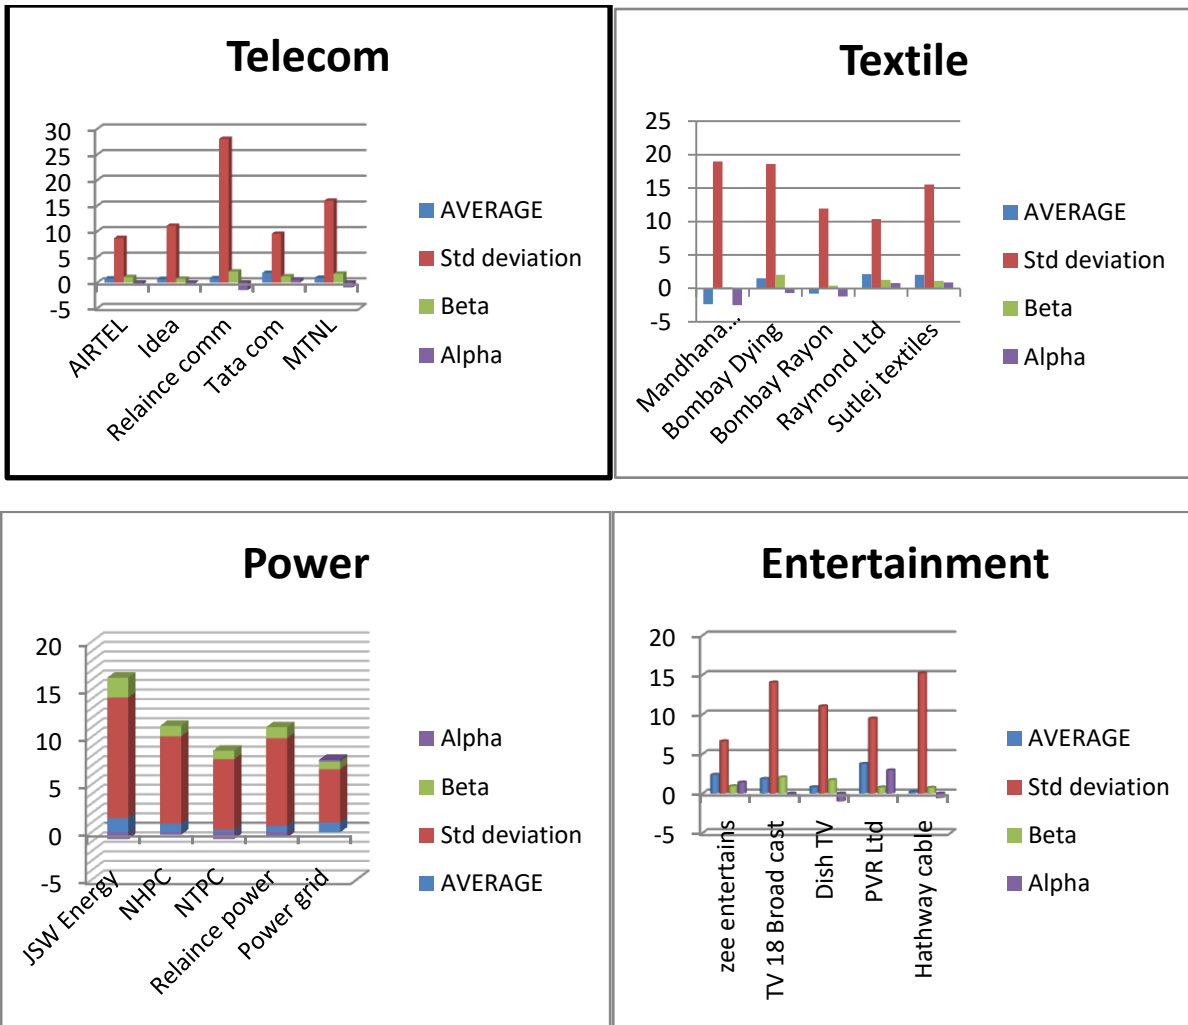 Telecom
30
25
20
15
10
5
0
-5
AIRTEL
Idea
Relaince comm
Tata com
MTNL
AVERAGE
Std deviation
Beta
Alpha
Textile
25
20
15
10
5
0
-5
Mandhana...
Bombay Dying
Bombay Rayon
Raymond Ltd
Sutlej textiles
AVERAGE
Std deviation
Beta
Alpha
Power
20
15
10
5
0
-5
JSW Energy
NHPC
NTPC
Relaince power
Power grid
Alpha
Beta
Std deviation
AVERAGE
Entertainment
20
15
10
5
0
-5
zee entertains
TV 18 Broad cast
Dish TV
PVR Ltd
Hathway cable
AVERAGE
Std deviation
Beta
Alpha